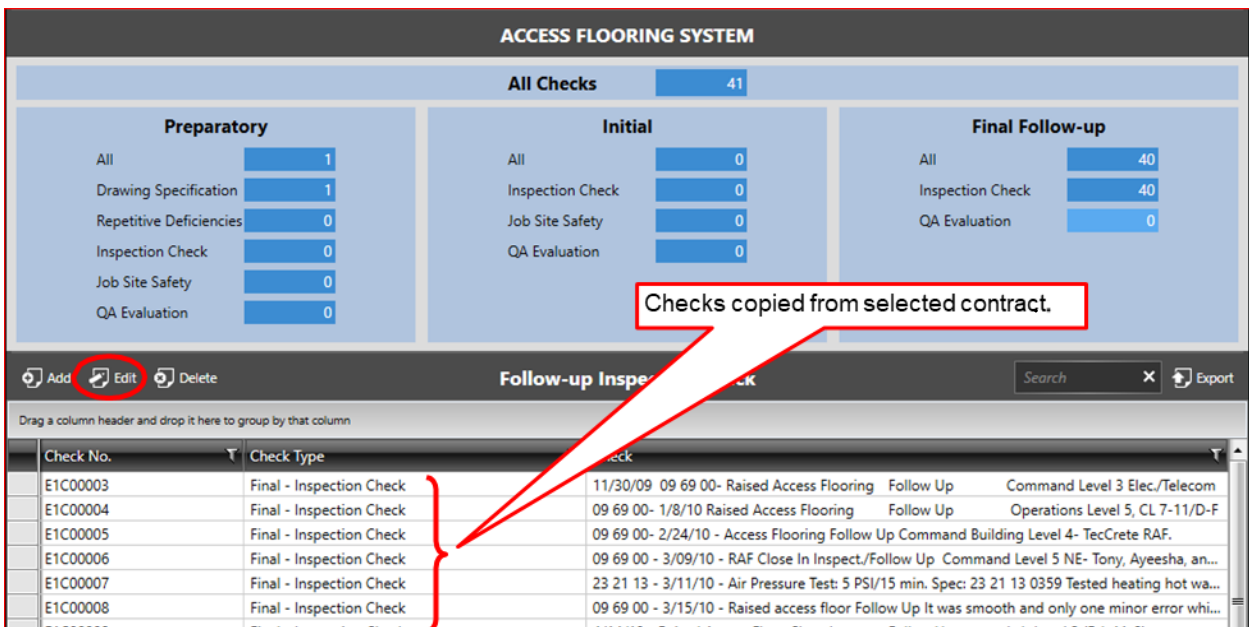 ACCESS FLOORING SYSTEM
All Checks 41
Preparatory
All 1
Drawing Specification 1
Repetitive Deficiencies 0
Inspection Check 0
Job Site Safety 0
QA Evaluation 0
Initial
All 0
Inspection Check 0
Job Site Safety 0
QA Evaluation 0
Final Follow-up
All 40
Inspection Check 40
QA Evaluation 0
Checks copied from selected contract.
Add Edit Delete Follow-up Inspe ck Search X Export
Drag a column header and drop it here to group by that column
Check No. Check Type eck
E1C00003 Final - Inspection Check 11/30/09 09 69 00- Raised Access Flooring Follow Up Command Level 3 Elec./Telecom
E1C00004 Final - Inspection Check 09 69 00- 1/8/10 Raised Access Flooring Follow Up Operations Level 5, CL 7-11/D-F
E1C00005 Final - Inspection Check 09 69 00- 2/24/10 - Access Flooring Follow Up Command Building Level 4- TecCrete RAF.
E1C00006 Final - Inspection Check 09 69 00 - 3/09/10 - RAF Close In Inspect./Follow Up Command Level 5 NE- Tony, Ayeesha, an...
E1C00007 Final - Inspection Check 23 21 13 - 3/11/10 - Air Pressure Test: 5 PSI/15 min. Spec: 23 21 13 0359 Tested heating hot wa...
E1C00008 Final - Inspection Check 09 69 00 - 3/15/10 - Raised access floor Follow Up It was smooth and only one minor error whi...